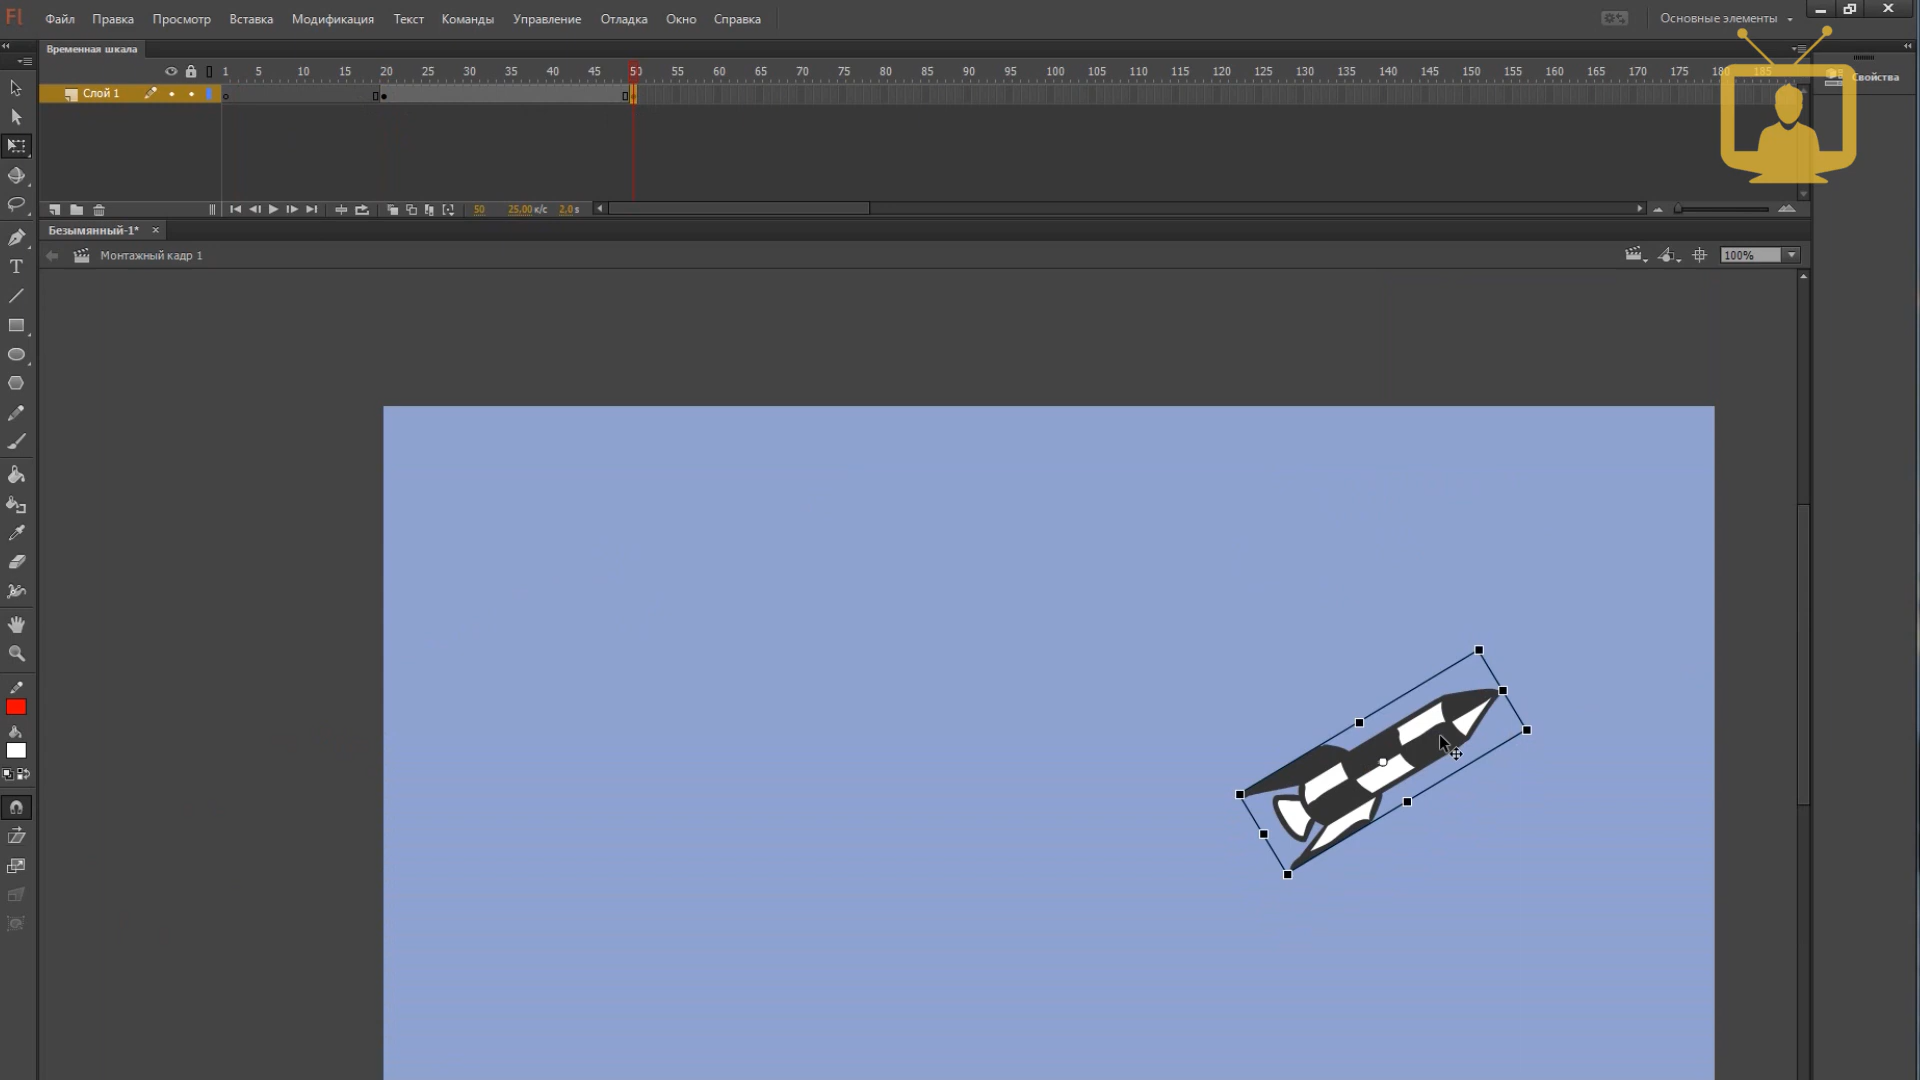 Fl Файл Правка Просмотр Вставка Модификация Текст Команды Управление Отладка Окно Справка Основные элементы
Временная шкала
Свойства
1 5 10 15 20 25 30 35 40 45 50 55 60 65 70 75 80 85 90 95 100 105 110 115 120 125 130 135 140 145 150 155 160 165 170 175 180 185
Слой 1
50 25,00 к/с 2,0 s
Безымянный-1* ×
Монтажный кадр 1 100%
T